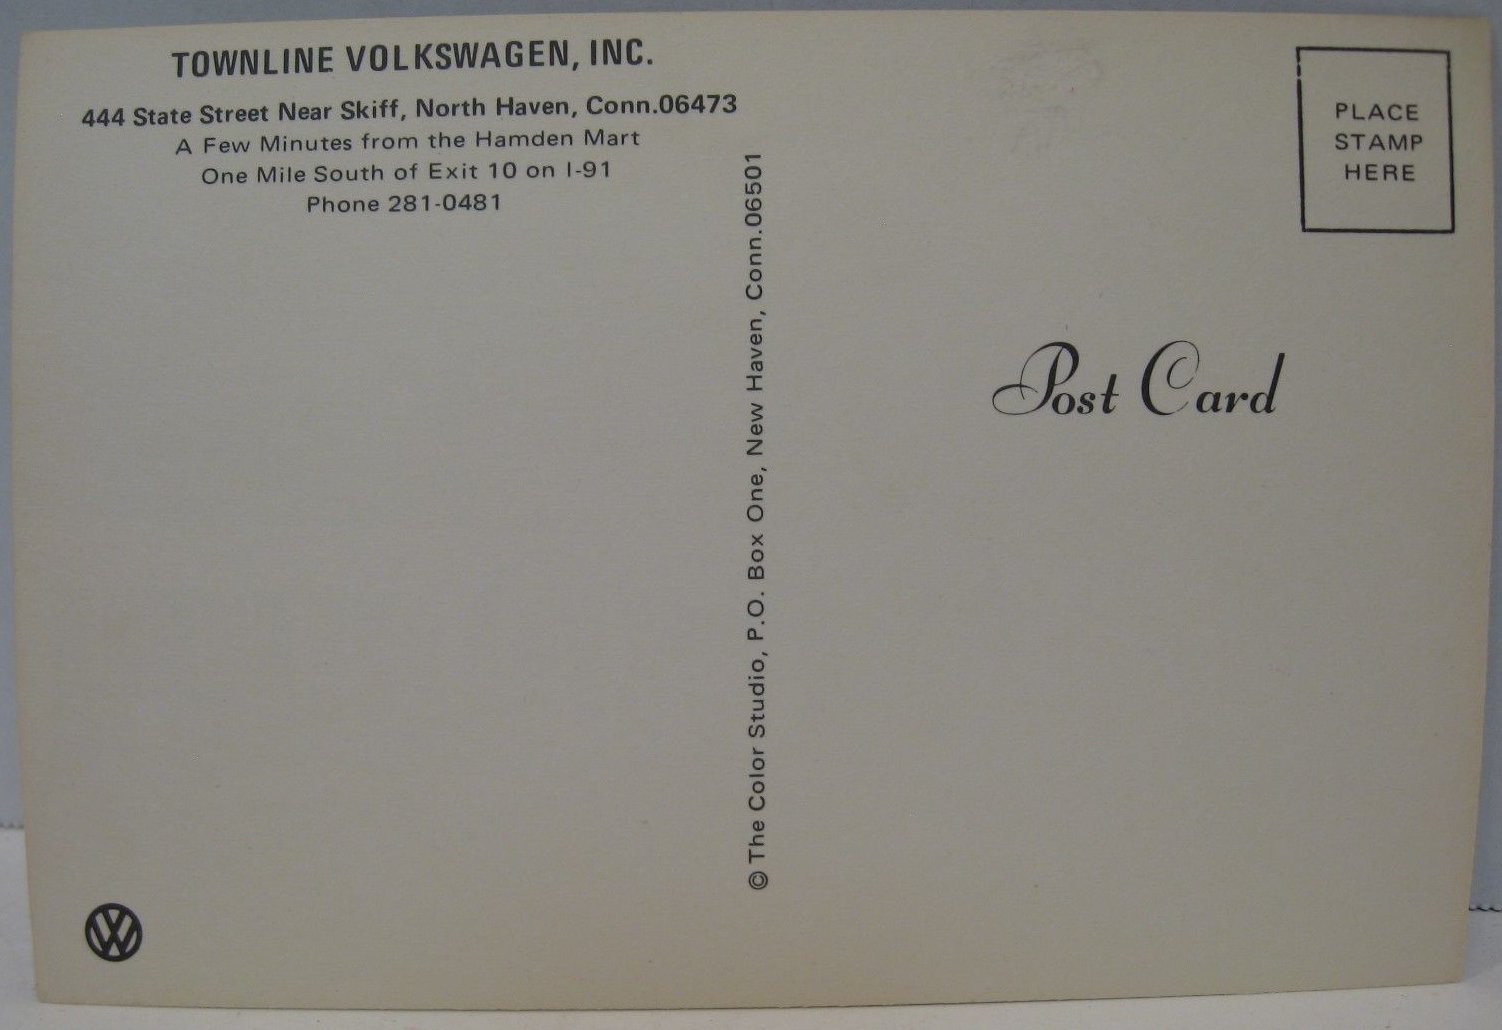 TOWNLINE VOLKSWAGEN, INC.
444 State Street Near Skiff, North Haven, Conn.06473
A Few Minutes from the Hamden Mart
One Mile South of Exit 10 on I-91
Phone 281-0481
© The Color Studio, P.O. Box One, New Haven, Conn.06501
PLACE
STAMP
HERE
Post Card
VW